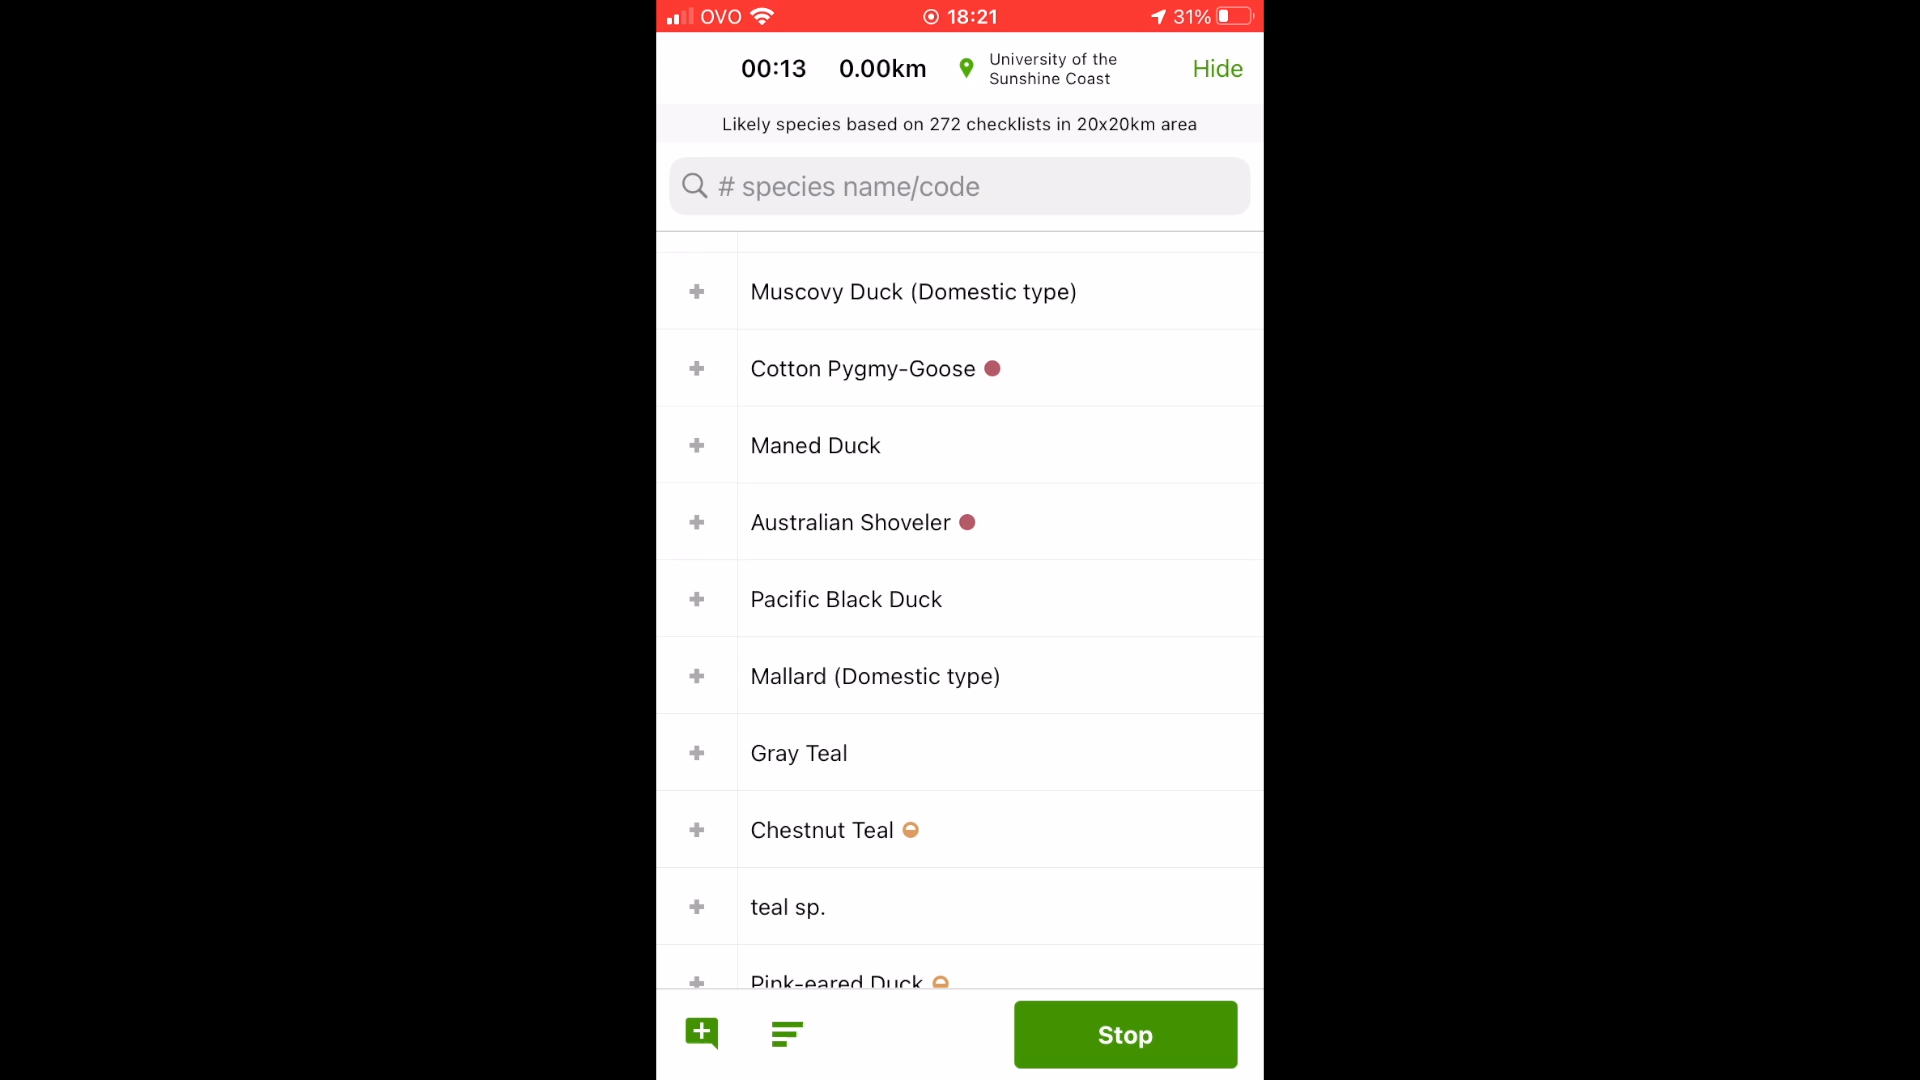 OVO
18:21
31%
00:13
0.00km
University of the
Sunshine Coast
Hide
Likely species based on 272 checklists in 20x20km area
# species name/code
Muscovy Duck (Domestic type)
Cotton Pygmy-Goose
Maned Duck
Australian Shoveler
Pacific Black Duck
Mallard (Domestic type)
Gray Teal
Chestnut Teal
teal sp.
Pink-eared Duck
Stop